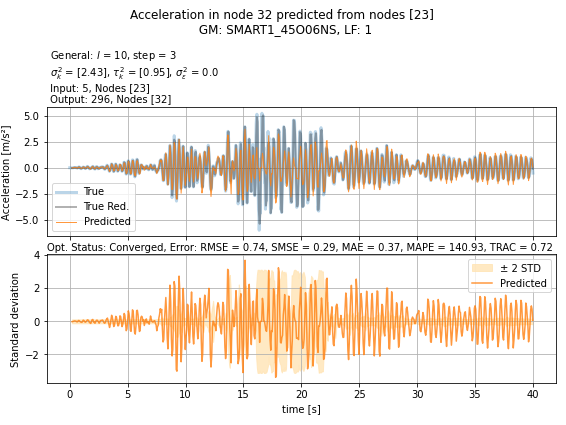 Acceleration in node 32 predicted from nodes [23]
GM: SMART1_45O06NS, LF: 1
General: l = 10, step = 3
σ²ₖ = [2.43], τ²ₖ = [0.95], σ²ε = 0.0
Input: 5, Nodes [23]
Output: 296, Nodes [32]
Acceleration [m/s²]
5.0
2.5
0.0
−2.5
−5.0
True
True Red.
Predicted
Opt. Status: Converged, Error: RMSE = 0.74, SMSE = 0.29, MAE = 0.37, MAPE = 140.93, TRAC = 0.72
Standard deviation
4
2
0
−2
± 2 STD
Predicted
0 5 10 15 20 25 30 35 40
time [s]